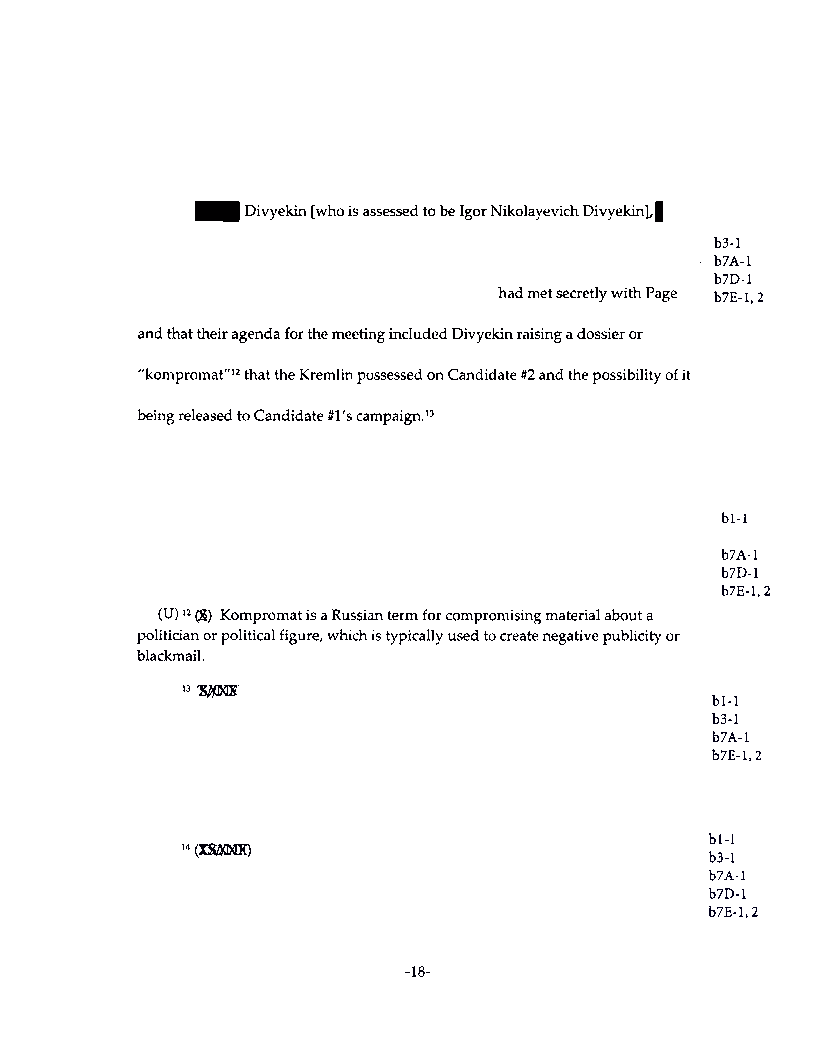 Divyekin [who is assessed to be Igor Nikolayevich Divyekin],
b3-1
b7A-1
b7D-1
had met secretly with Page b7E-1, 2
and that their agenda for the meeting included Divyekin raising a dossier or
"kompromat"¹² that the Kremlin possessed on Candidate #2 and the possibility of it
being released to Candidate #1's campaign.¹³
b1-1
b7A-1
b7D-1
b7E-1, 2
(U) ¹² (S) Kompromat is a Russian term for compromising material about a
politician or political figure, which is typically used to create negative publicity or
blackmail.
¹³
b1-1
b3-1
b7A-1
b7E-1, 2
¹⁴
b1-1
b3-1
b7A-1
b7D-1
b7E-1, 2
-18-